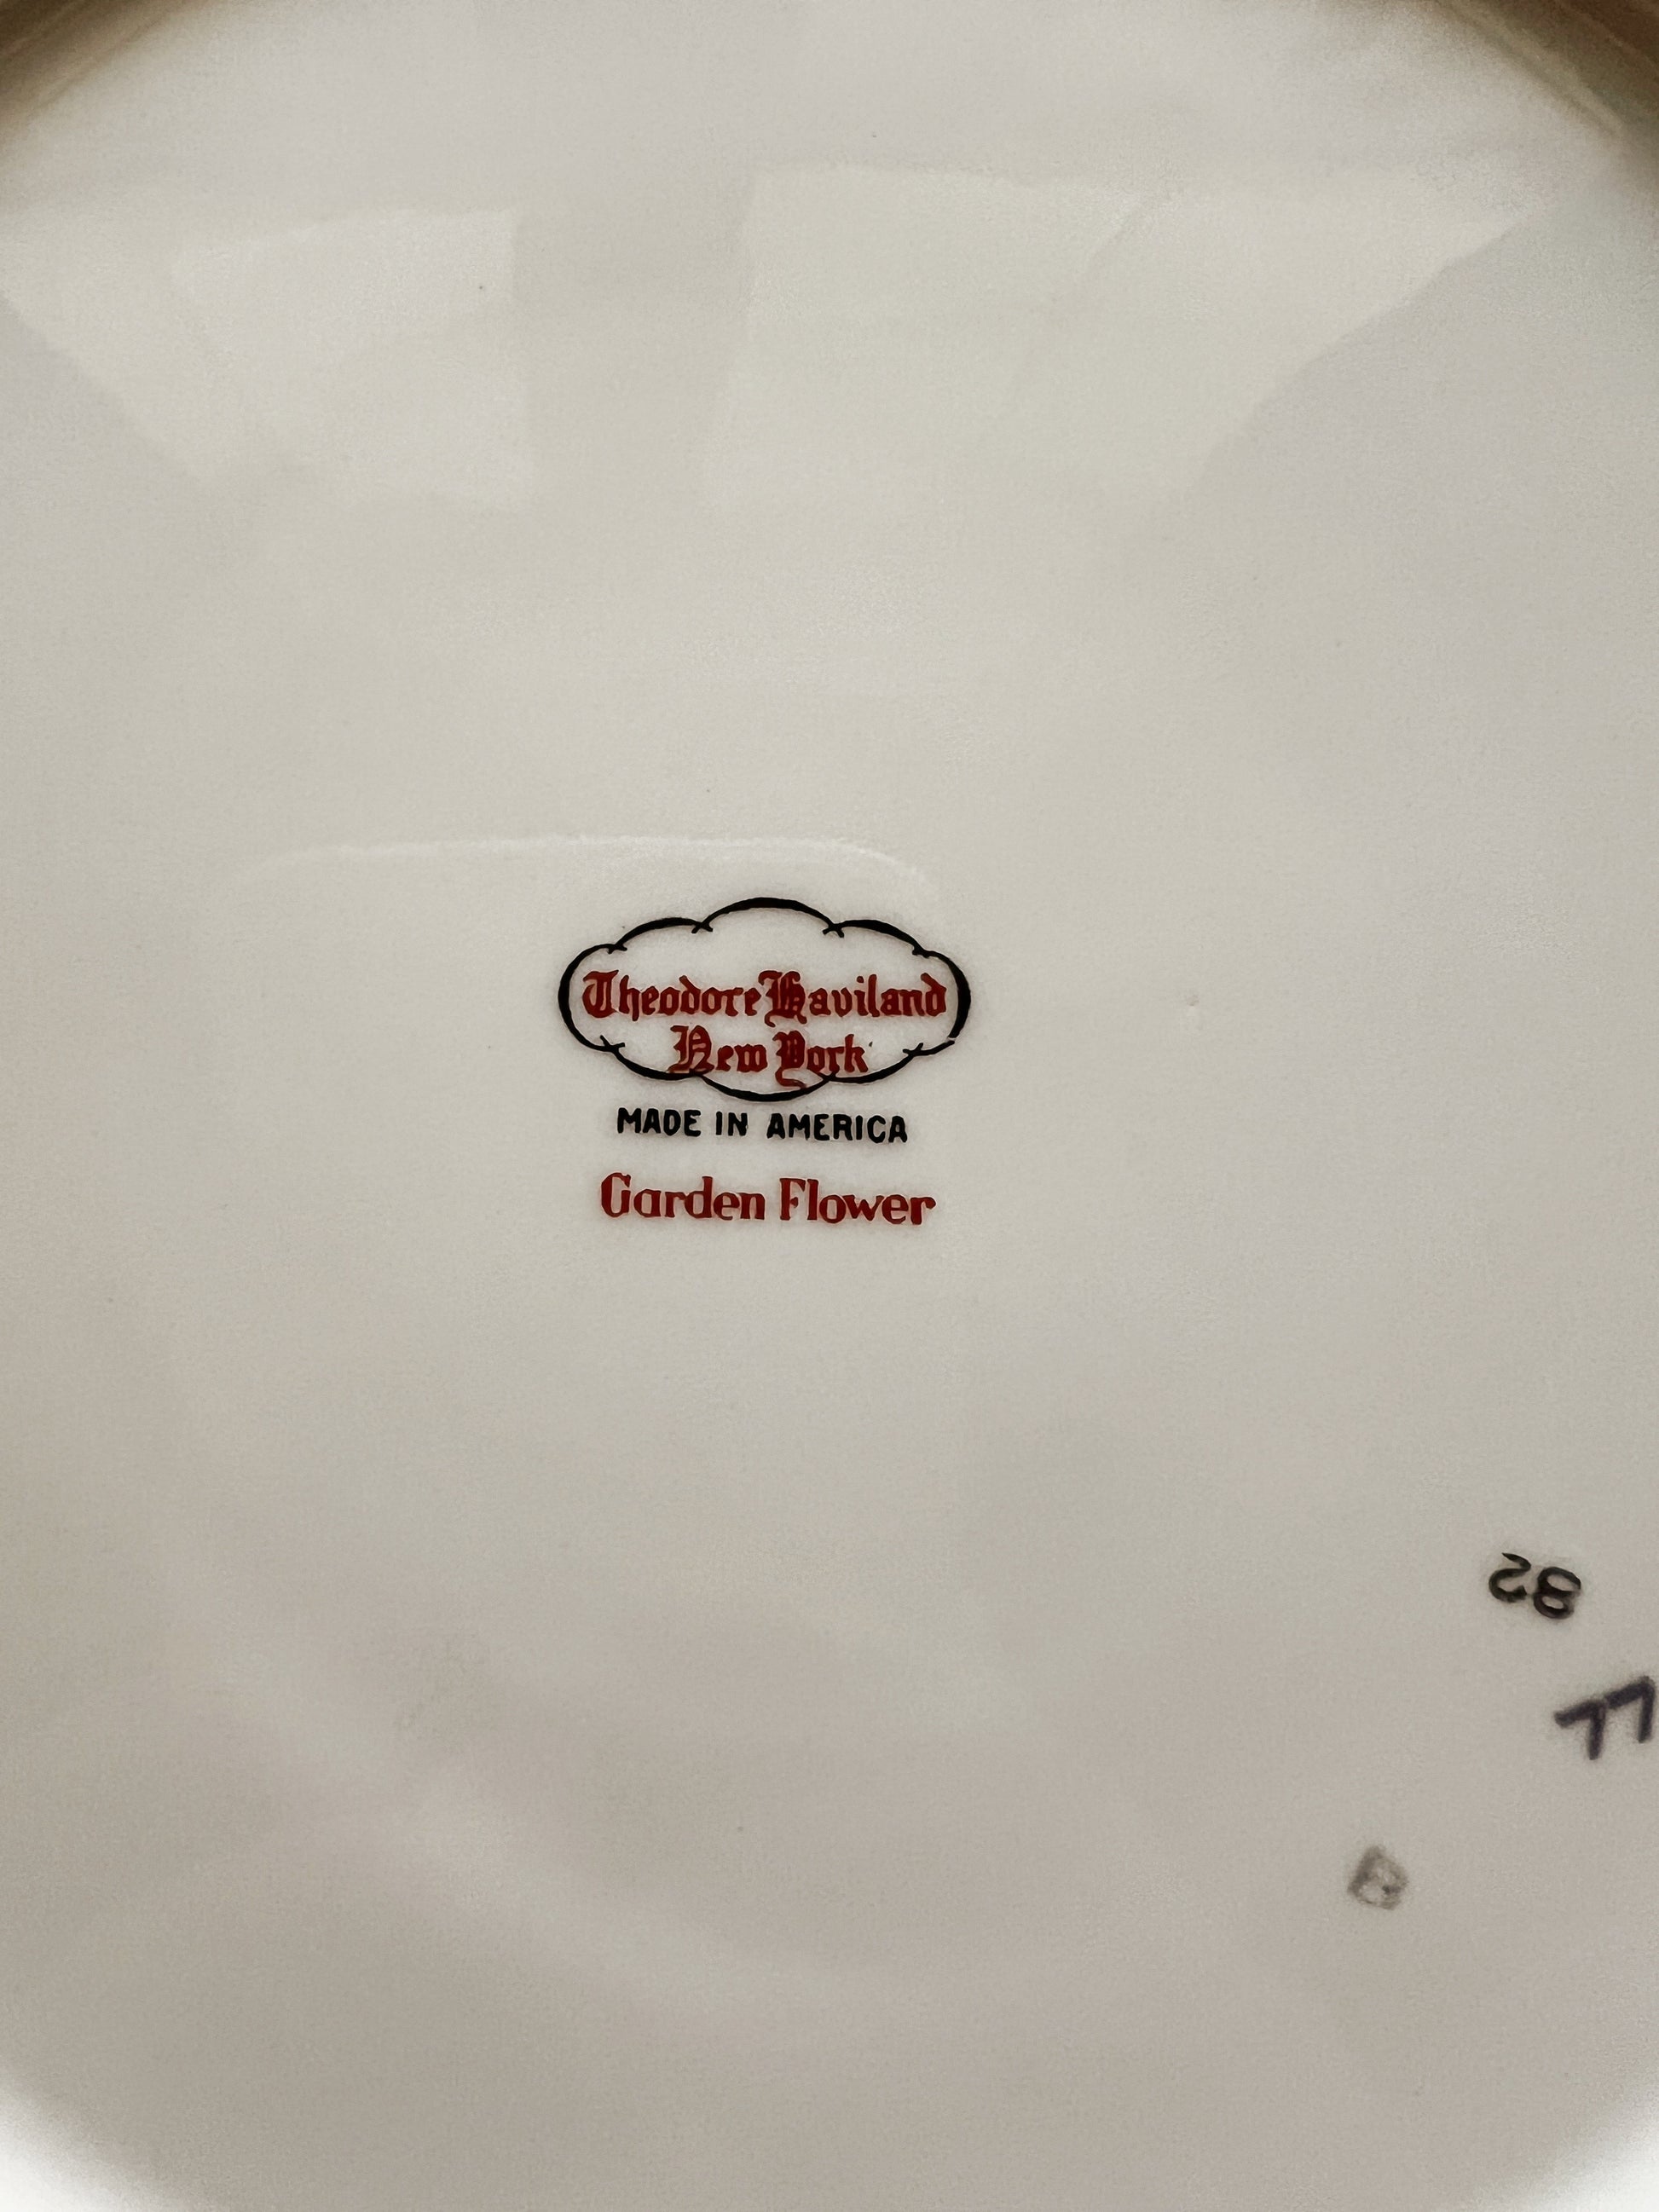 Theodore Haviland
New York
MADE IN AMERICA
Garden Flower